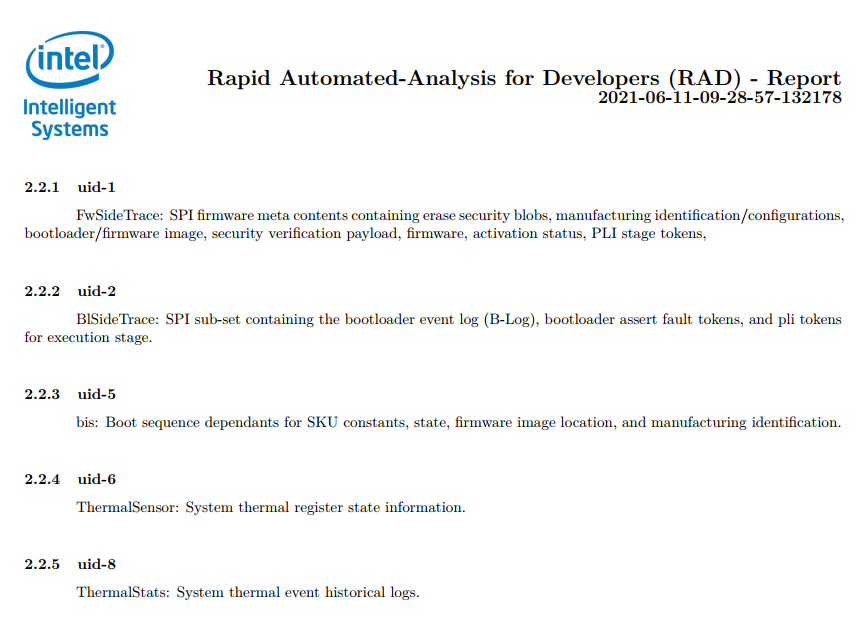 intel®
Intelligent
Systems
Rapid Automated-Analysis for Developers (RAD) - Report
2021-06-11-09-28-57-132178
2.2.1 uid-1
FwSideTrace: SPI firmware meta contents containing erase security blobs, manufacturing identification/configurations,
bootloader/firmware image, security verification payload, firmware, activation status, PLI stage tokens,
2.2.2 uid-2
BlSideTrace: SPI sub-set containing the bootloader event log (B-Log), bootloader assert fault tokens, and pli tokens
for execution stage.
2.2.3 uid-5
bis: Boot sequence dependants for SKU constants, state, firmware image location, and manufacturing identification.
2.2.4 uid-6
ThermalSensor: System thermal register state information.
2.2.5 uid-8
ThermalStats: System thermal event historical logs.